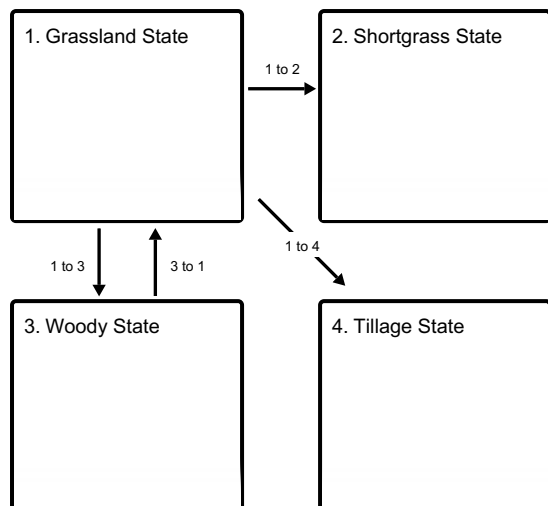 1. Grassland State
2. Shortgrass State
1 to 2
1 to 4
1 to 3
3 to 1
3. Woody State
4. Tillage State